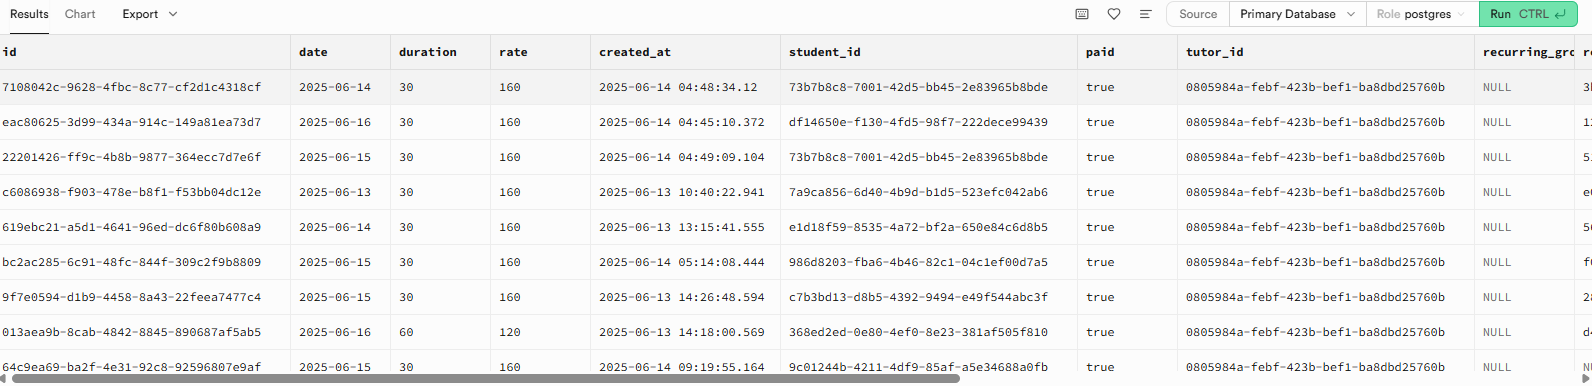 Results Chart Export Source Primary Database Role postgres Run CTRL
id date duration rate created_at student_id paid tutor_id recurring_gro
7108042c-9628-4fbc-8c77-cf2d1c4318cf 2025-06-14 30 160 2025-06-14 04:48:34.12 73b7b8c8-7001-42d5-bb45-2e83965b8bde true 0805984a-febf-423b-bef1-ba8dbd25760b NULL
eac80625-3d99-434a-914c-149a81ea73d7 2025-06-16 30 160 2025-06-14 04:45:10.372 df14650e-f130-4fd5-98f7-222dece99439 true 0805984a-febf-423b-bef1-ba8dbd25760b NULL
22201426-ff9c-4b8b-9877-364ecc7d7e6f 2025-06-15 30 160 2025-06-14 04:49:09.104 73b7b8c8-7001-42d5-bb45-2e83965b8bde true 0805984a-febf-423b-bef1-ba8dbd25760b NULL
c6086938-f903-478e-b8f1-f53bb04dc12e 2025-06-13 30 160 2025-06-13 10:40:22.941 7a9ca856-6d40-4b9d-b1d5-523efc042ab6 true 0805984a-febf-423b-bef1-ba8dbd25760b NULL
619ebc21-a5d1-4641-96ed-dc6f80b608a9 2025-06-14 30 160 2025-06-13 13:15:41.555 e1d18f59-8535-4a72-bf2a-650e84c6d8b5 true 0805984a-febf-423b-bef1-ba8dbd25760b NULL
bc2ac285-6c91-48fc-844f-309c2f9b8809 2025-06-15 30 160 2025-06-14 05:14:08.444 986d8203-fba6-4b46-82c1-04c1ef00d7a5 true 0805984a-febf-423b-bef1-ba8dbd25760b NULL
9f7e0594-d1b9-4458-8a43-22feea7477c4 2025-06-15 30 160 2025-06-13 14:26:48.594 c7b3bd13-d8b5-4392-9494-e49f544abc3f true 0805984a-febf-423b-bef1-ba8dbd25760b NULL
013aea9b-8cab-4842-8845-890687af5ab5 2025-06-16 60 120 2025-06-13 14:18:00.569 368ed2ed-0e80-4ef0-8e23-381af505f810 true 0805984a-febf-423b-bef1-ba8dbd25760b NULL
64c9ea69-ba2f-4e31-92c8-92596807e9af 2025-06-15 30 160 2025-06-14 09:19:55.164 9c01244b-4211-4df9-85af-a5e34688a0fb true 0805984a-febf-423b-bef1-ba8dbd25760b NULL